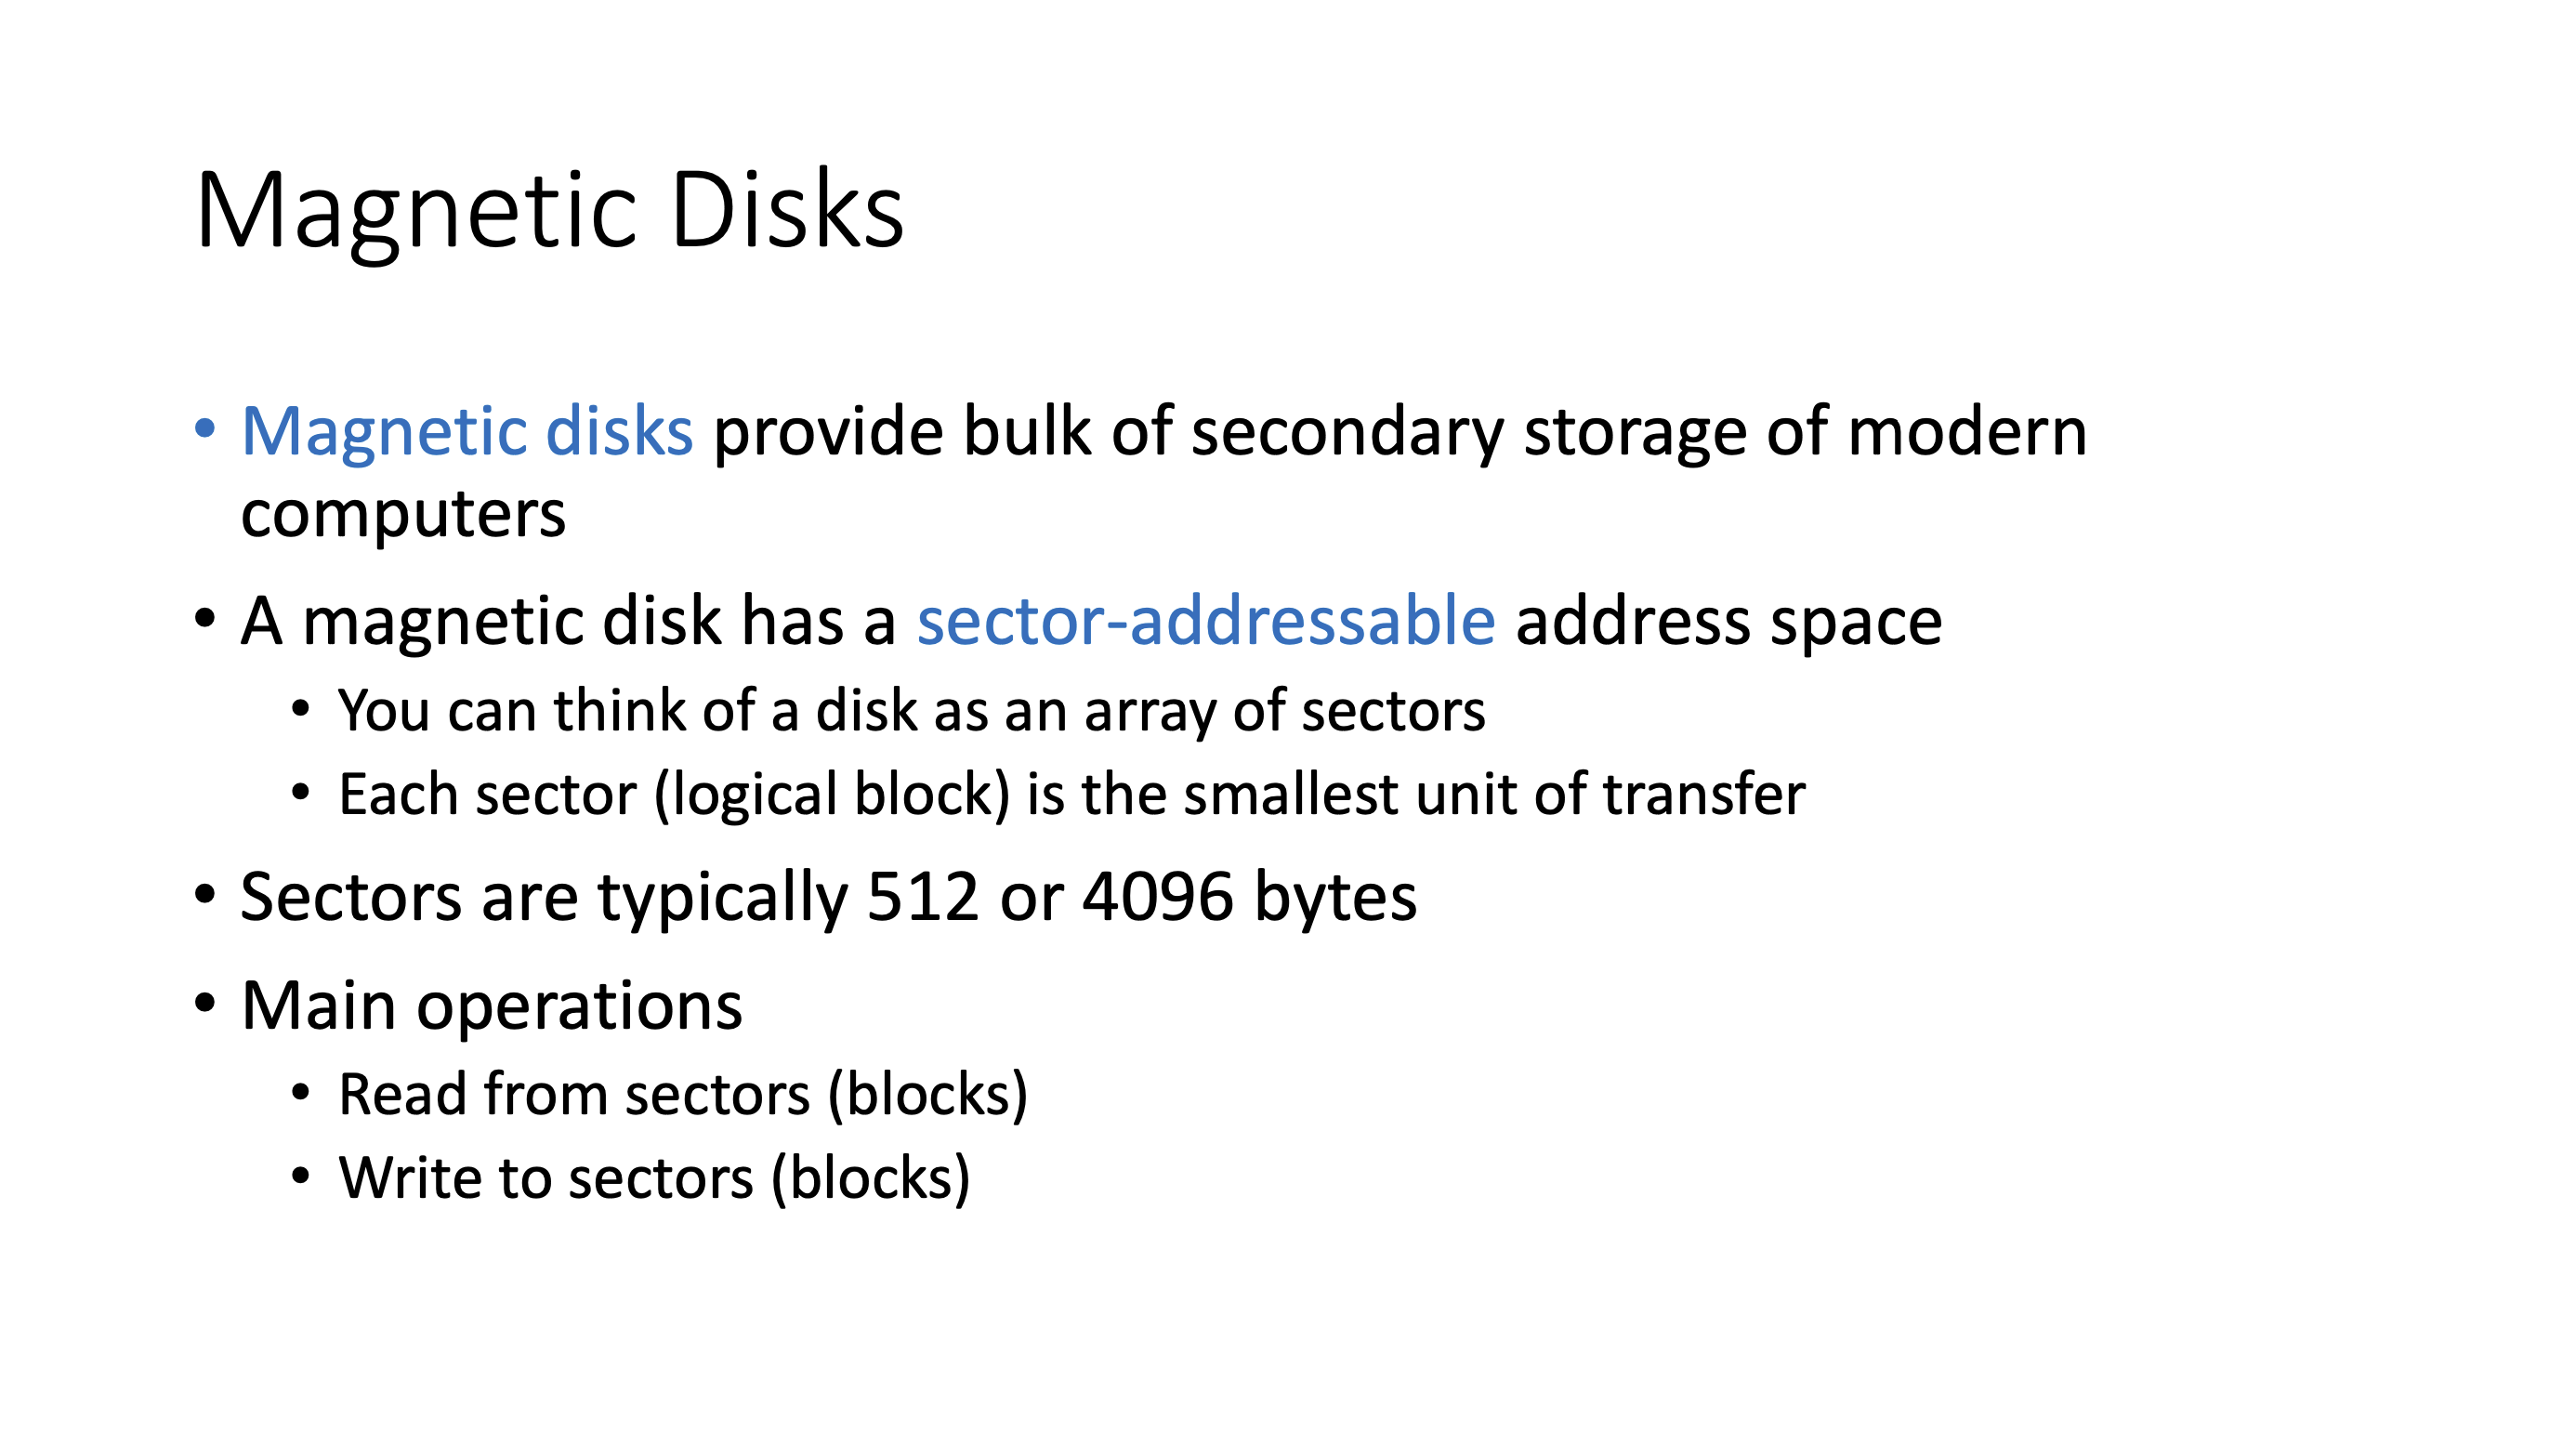 Magnetic Disks
• Magnetic disks provide bulk of secondary storage of modern
computers
• A magnetic disk has a sector-addressable address space
• You can think of a disk as an array of sectors
• Each sector (logical block) is the smallest unit of transfer
• Sectors are typically 512 or 4096 bytes
• Main operations
• Read from sectors (blocks)
• Write to sectors (blocks)